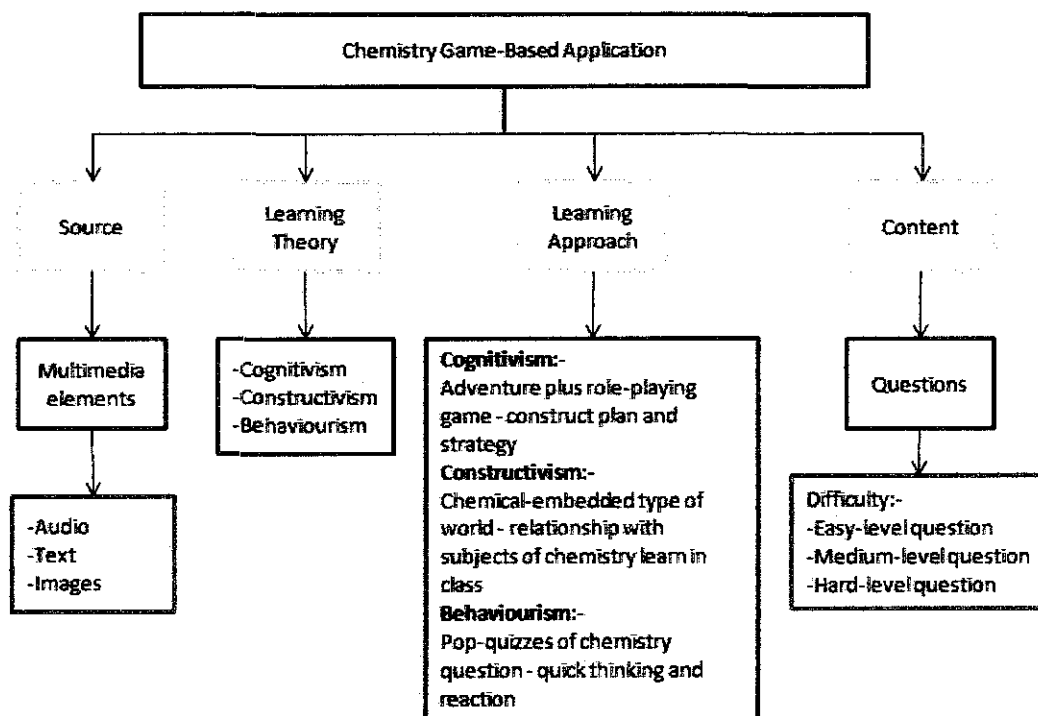 Chemistry Game-Based Application
Source
Learning
Theory
Learning
Approach
Content
Multimedia
elements
-Cognitivism
-Constructivism
-Behaviourism
Cognitivism:-
Adventure plus role-playing
game - construct plan and
strategy
Constructivism:-
Chemical-embedded type of
world - relationship with
subjects of chemistry learn in
class
Behaviourism:-
Pop-quizzes of chemistry
question - quick thinking and
reaction
Questions
-Audio
-Text
-Images
Difficulty:-
-Easy-level question
-Medium-level question
-Hard-level question